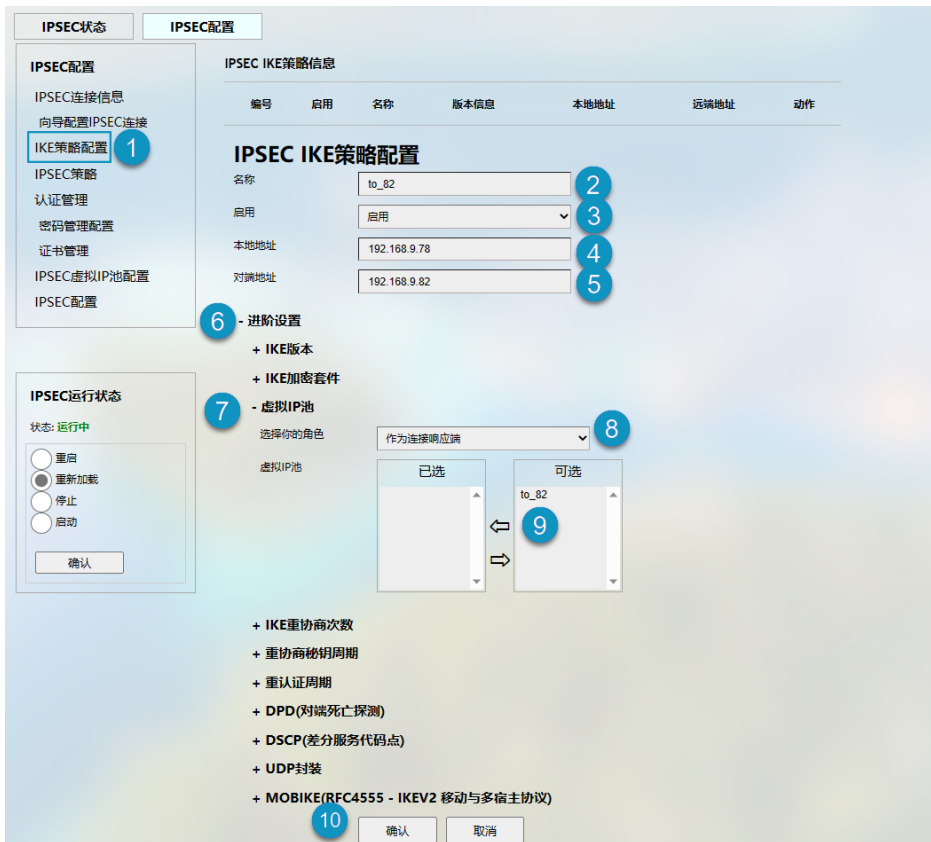 IPSEC状态 IPSEC配置
IPSEC配置
IPSEC连接信息
向导配置IPSEC连接
IKE策略配置 1
IPSEC策略
认证管理
密码管理配置
证书管理
IPSEC虚拟IP池配置
IPSEC配置
IPSEC运行状态
状态: 运行中
重启
重新加载
停止
启动
确认
IPSEC IKE策略信息
编号 启用 名称 版本信息 本地地址 远端地址 动作
IPSEC IKE策略配置
名称 to_82 2
启用 启用 3
本地地址 192.168.9.78 4
对端地址 192.168.9.82 5
6 - 进阶设置
+ IKE版本
+ IKE加密套件
7 - 虚拟IP池
选择你的角色 作为连接响应端 8
虚拟IP池 已选 可选
to_82
9
+ IKE重协商次数
+ 重协商秘钥周期
+ 重认证周期
+ DPD(对端死亡探测)
+ DSCP(差分服务代码点)
+ UDP封装
+ MOBIKE(RFC4555 - IKEV2 移动与多宿主协议)
10 确认 取消